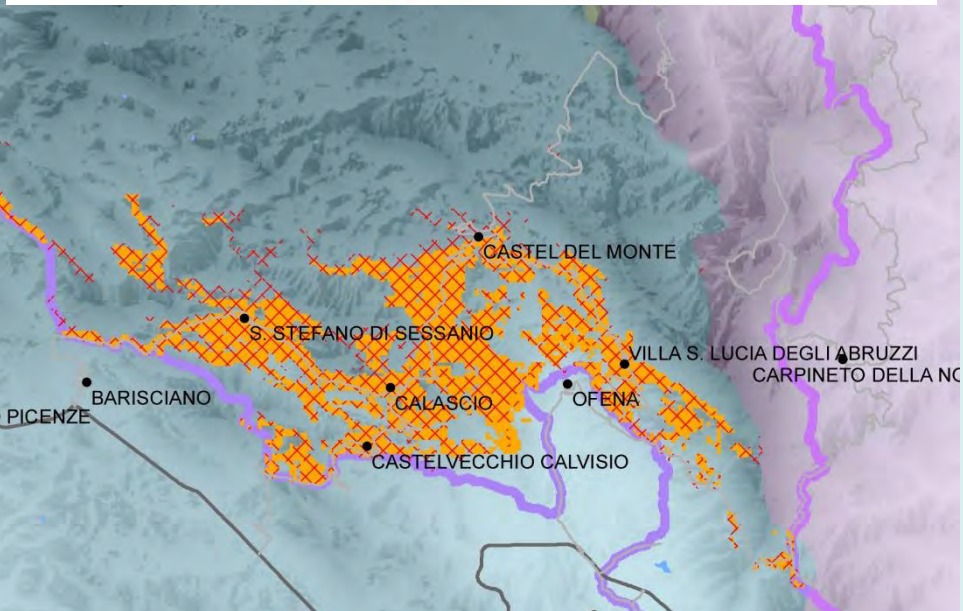 CASTEL DEL MONTE
S. STEFANO DI SESSANIO
VILLA S. LUCIA DEGLI ABRUZZI
CARPINETO DELLA NO
BARISCIANO
CALASCIO
OFENA
PICENZE
CASTELVECCHIO CALVISIO